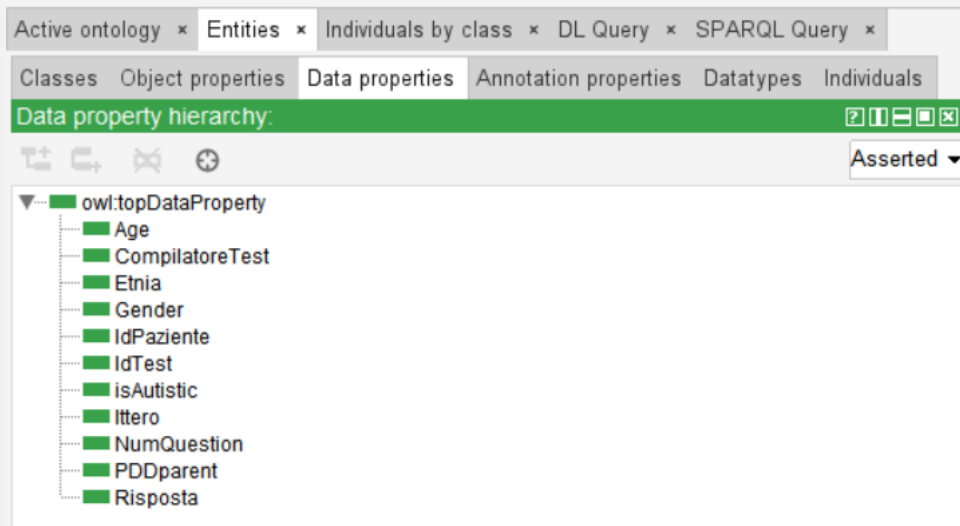 Active ontology × Entities × Individuals by class × DL Query × SPARQL Query ×
Classes Object properties Data properties Annotation properties Datatypes Individuals
Data property hierarchy:
Asserted
owl:topDataProperty
Age
CompilatoreTest
Etnia
Gender
IdPaziente
IdTest
isAutistic
Ittero
NumQuestion
PDDparent
Risposta